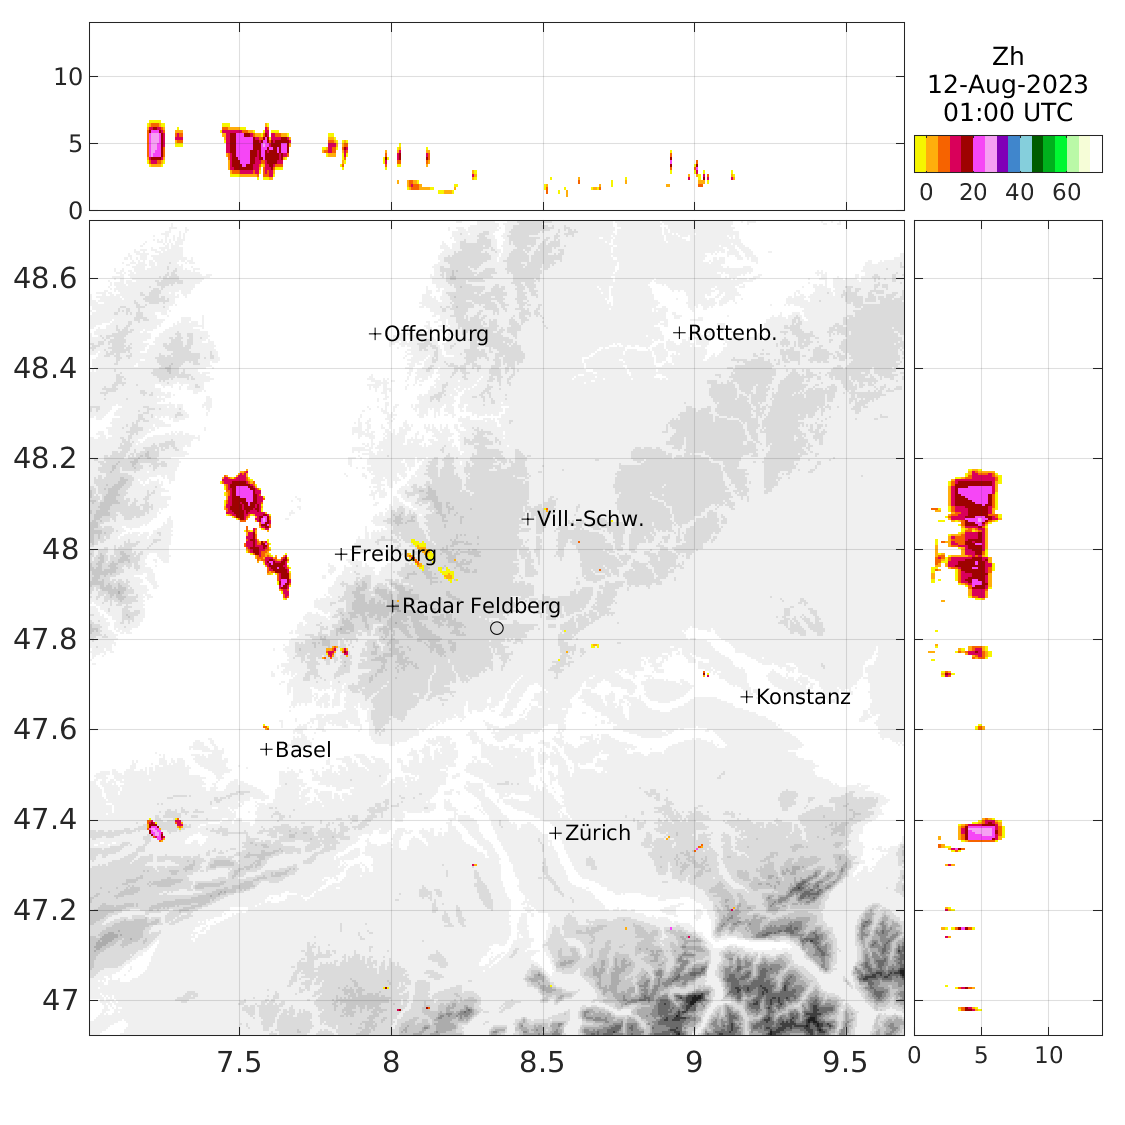 Zh
12-Aug-2023
01:00 UTC
0 20 40 60
10
5
0
48.6
48.4
48.2
48
47.8
47.6
47.4
47.2
47
Offenburg
Rottenb.
Vill.-Schw.
Freiburg
Radar Feldberg
Konstanz
Basel
Zürich
7.5 8 8.5 9 9.5
0 5 10